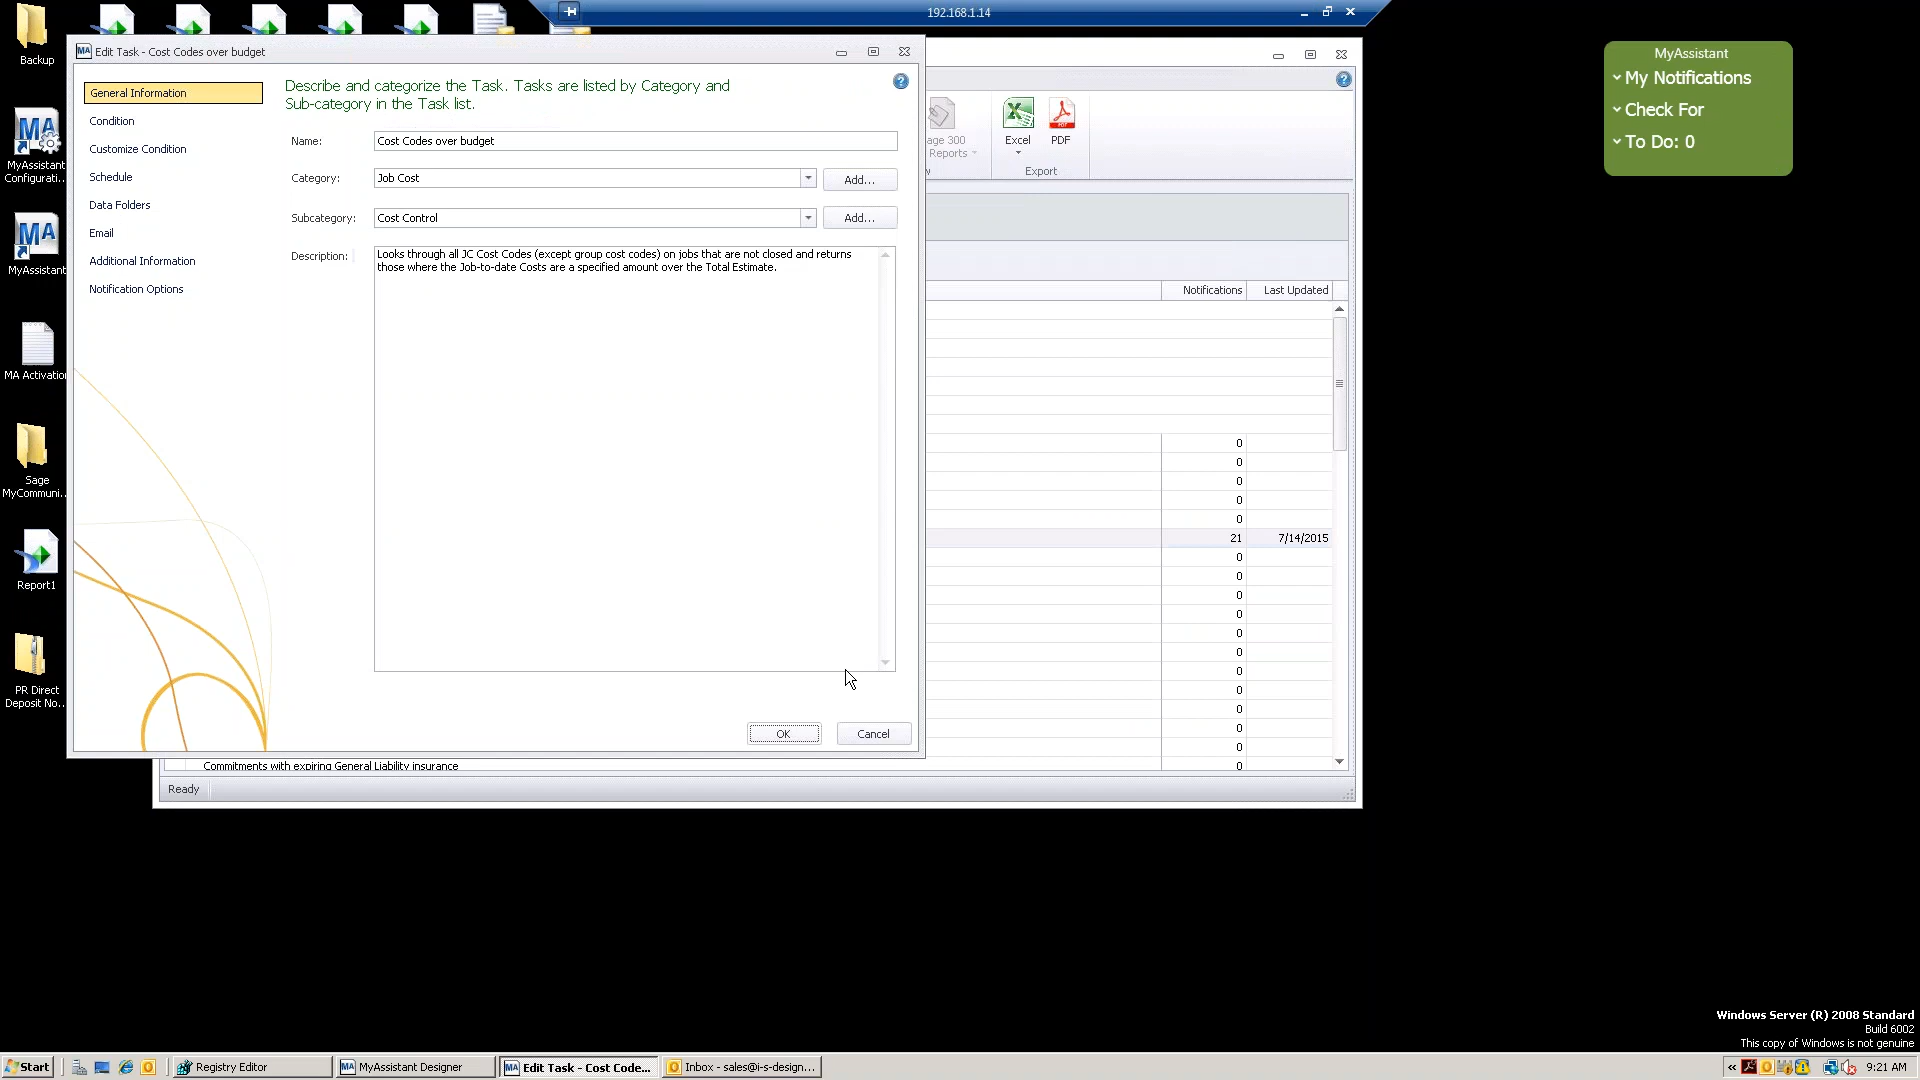 192.168.1.14
Backup
MyAssistant
Configurati...
MyAssistant
MA Activation
Sage
MyCommuni...
Report1
PR Direct
Deposit No...
MA Edit Task - Cost Codes over budget
General Information
Condition
Customize Condition
Schedule
Data Folders
Email
Additional Information
Notification Options
Describe and categorize the Task. Tasks are listed by Category and
Sub-category in the Task list.
Name: Cost Codes over budget
Category: Job Cost Add...
Subcategory: Cost Control Add...
Description: Looks through all JC Cost Codes (except group cost codes) on jobs that are not closed and returns
those where the Job-to-date Costs are a specified amount over the Total Estimate.
OK Cancel
age 300
Reports
Excel PDF
Export
Notifications Last Updated
0
0
0
0
0
21 7/14/2015
0
0
0
0
0
0
0
0
0
0
0
Commitments with expiring General Liability insurance 0
Ready
MyAssistant
My Notifications
Check For
To Do: 0
Windows Server (R) 2008 Standard
Build 6002
This copy of Windows is not genuine
Start Registry Editor MA MyAssistant Designer MA Edit Task - Cost Code... Inbox - sales@i-s-design... 9:21 AM